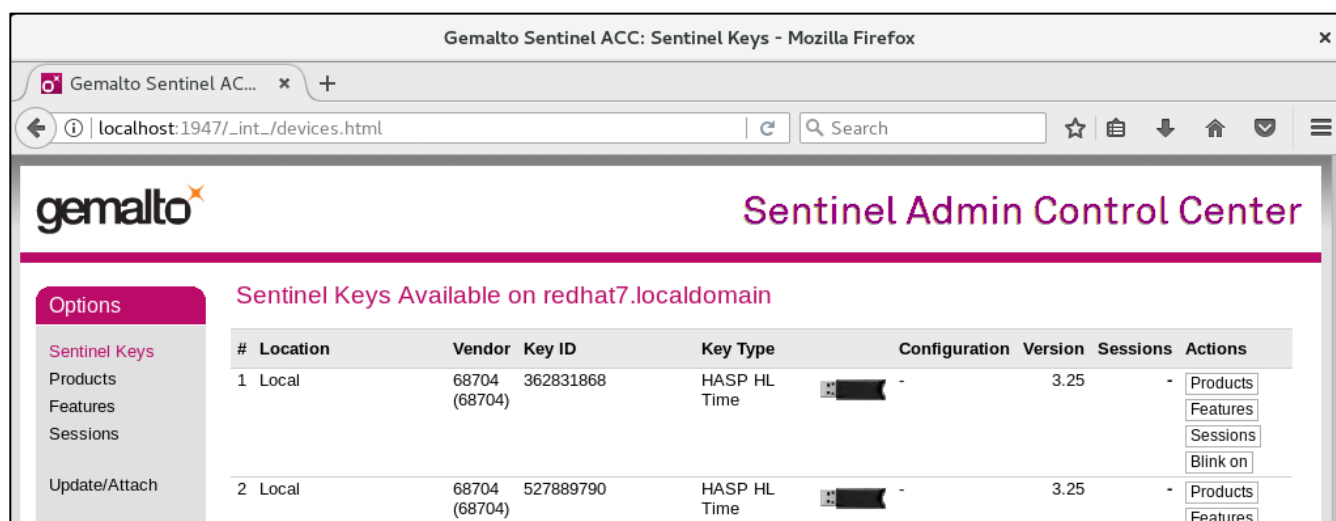 Gemalto Sentinel ACC: Sentinel Keys - Mozilla Firefox
Gemalto Sentinel AC...
localhost:1947/_int_/devices.html
Search
gemalto
Sentinel Admin Control Center
Options
Sentinel Keys
Products
Features
Sessions
Update/Attach
Sentinel Keys Available on redhat7.localdomain
# Location Vendor Key ID Key Type Configuration Version Sessions Actions
1 Local 68704 362831868 HASP HL - 3.25 - Products
(68704) Time
Features
Sessions
Blink on
2 Local 68704 527889790 HASP HL - 3.25 - Products
(68704) Time
Features